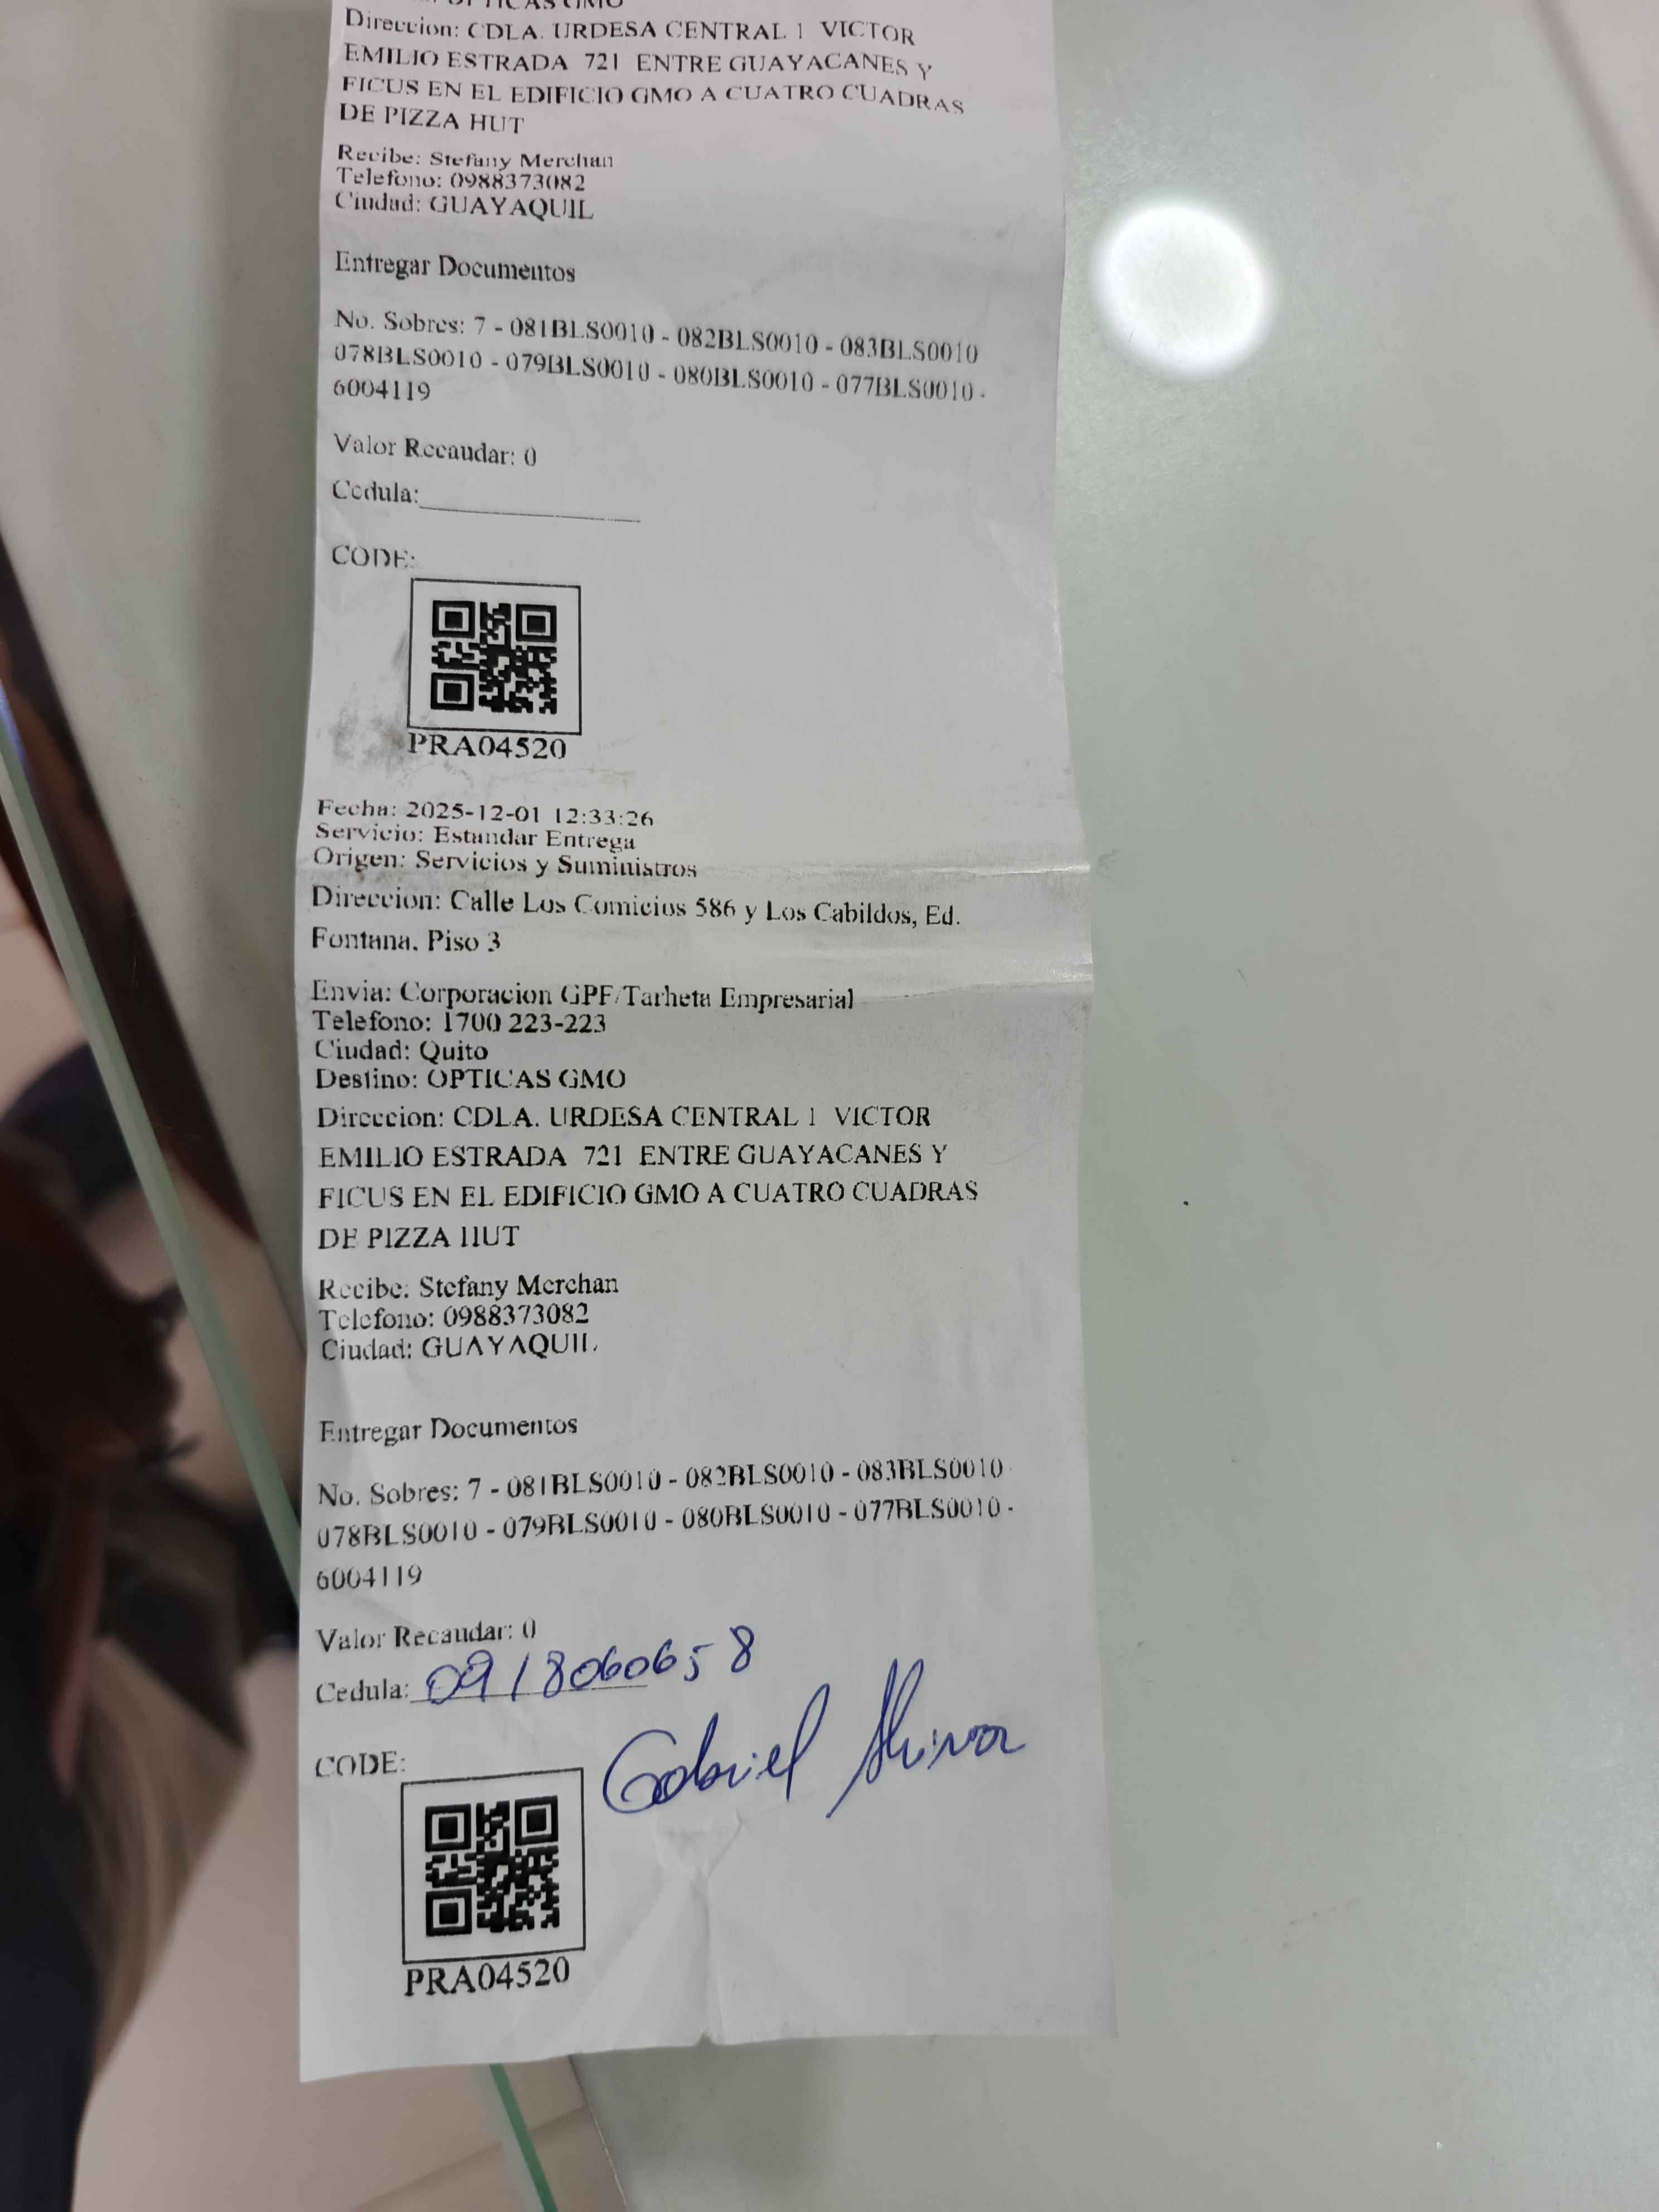 OPTICAS GMO
Direccion: CDLA. URDESA CENTRAL 1 VICTOR
EMILIO ESTRADA 721 ENTRE GUAYACANES Y
FICUS EN EL EDIFICIO GMO A CUATRO CUADRAS
DE PIZZA HUT
Recibe: Stefany Merchan
Telefono: 0988373082
Ciudad: GUAYAQUIL
Entregar Documentos
No. Sobres: 7 - 081BLS0010 - 082BLS0010 - 083BLS0010
078BLS0010 - 079BLS0010 - 080BLS0010 - 077BLS0010 -
6004119
Valor Recaudar: 0
Cedula:
CODE:
PRA04520
Fecha: 2025-12-01 12:33:26
Servicio: Estandar Entrega
Origen: Servicios y Suministros
Direccion: Calle Los Comicios 586 y Los Cabildos, Ed.
Fontana. Piso 3
Envia: Corporacion GPF/Tarheta Empresarial
Telefono: 1700 223-223
Ciudad: Quito
Destino: OPTICAS GMO
Direccion: CDLA. URDESA CENTRAL 1 VICTOR
EMILIO ESTRADA 721 ENTRE GUAYACANES Y
FICUS EN EL EDIFICIO GMO A CUATRO CUADRAS
DE PIZZA HUT
Recibe: Stefany Merchan
Telefono: 0988373082
Ciudad: GUAYAQUIL
Entregar Documentos
No. Sobres: 7 - 081BLS0010 - 082BLS0010 - 083BLS0010
078BLS0010 - 079BLS0010 - 080BLS0010 - 077BLS0010 -
6004119
Valor Recaudar: 0
Cedula: 0918060658
Gabriel
CODE:
PRA04520